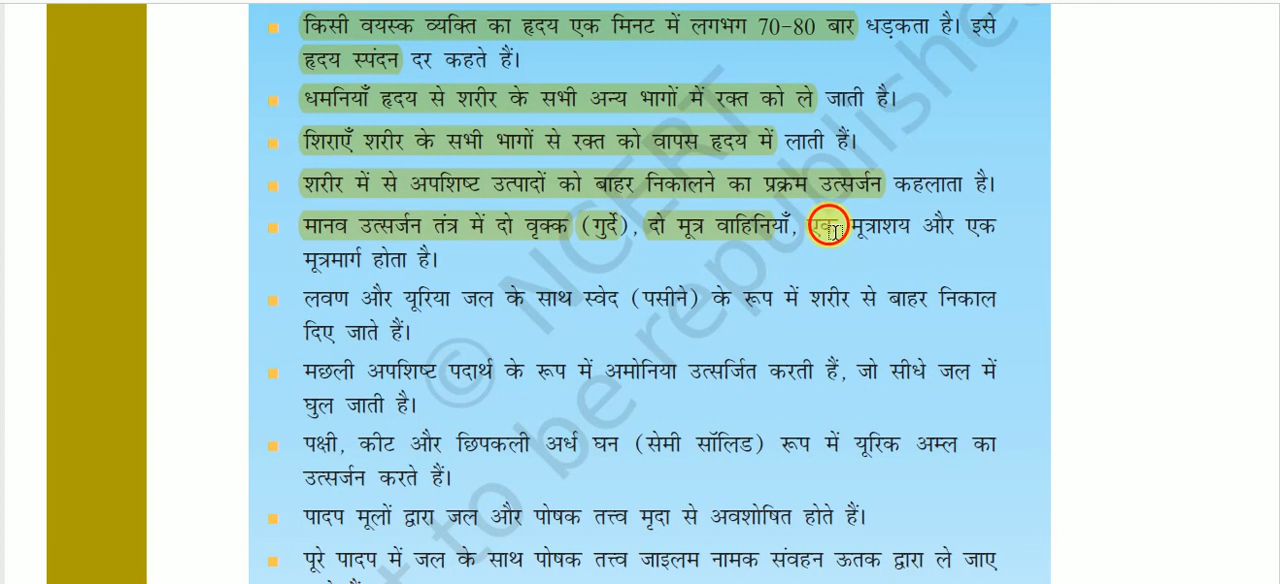 किसी वयस्क व्यक्ति का हृदय एक मिनट में लगभग 70-80 बार धड़कता है। इसे
हृदय स्पंदन दर कहते हैं।
धमनियाँ हृदय से शरीर के सभी अन्य भागों में रक्त को ले जाती है।
शिराएँ शरीर के सभी भागों से रक्त को वापस हृदय में लाती हैं।
शरीर में से अपशिष्ट उत्पादों को बाहर निकालने का प्रक्रम उत्सर्जन कहलाता है।
मानव उत्सर्जन तंत्र में दो वृक्क (गुर्दे), दो मूत्र वाहिनियाँ, एक मूत्राशय और एक
मूत्रमार्ग होता है।
लवण और यूरिया जल के साथ स्वेद (पसीने) के रूप में शरीर से बाहर निकाल
दिए जाते हैं।
मछली अपशिष्ट पदार्थ के रूप में अमोनिया उत्सर्जित करती हैं, जो सीधे जल में
घुल जाती है।
पक्षी, कीट और छिपकली अर्ध घन (सेमी सॉलिड) रूप में यूरिक अम्ल का
उत्सर्जन करते हैं।
पादप मूलों द्वारा जल और पोषक तत्त्व मृदा से अवशोषित होते हैं।
पूरे पादप में जल के साथ पोषक तत्त्व जाइलम नामक संवहन ऊतक द्वारा ले जाए
© NCERT
to be republishe